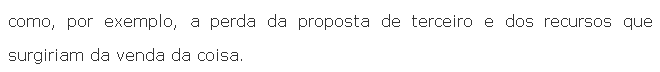 como, por exemplo, a perda da proposta de terceiro e dos recursos que
surgiriam da venda da coisa.